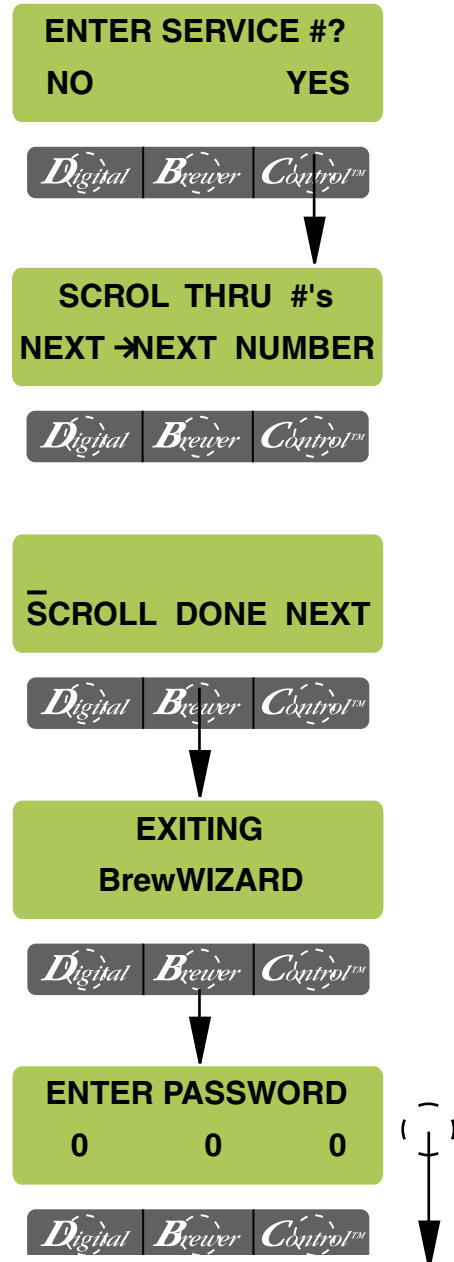 ENTER SERVICE #?
NO YES
Digital Brewer Control™
SCROL THRU #'s
NEXT →NEXT NUMBER
Digital Brewer Control™
_
SCROLL DONE NEXT
Digital Brewer Control™
EXITING
BrewWIZARD
Digital Brewer Control™
ENTER PASSWORD
0 0 0
Digital Brewer Control™